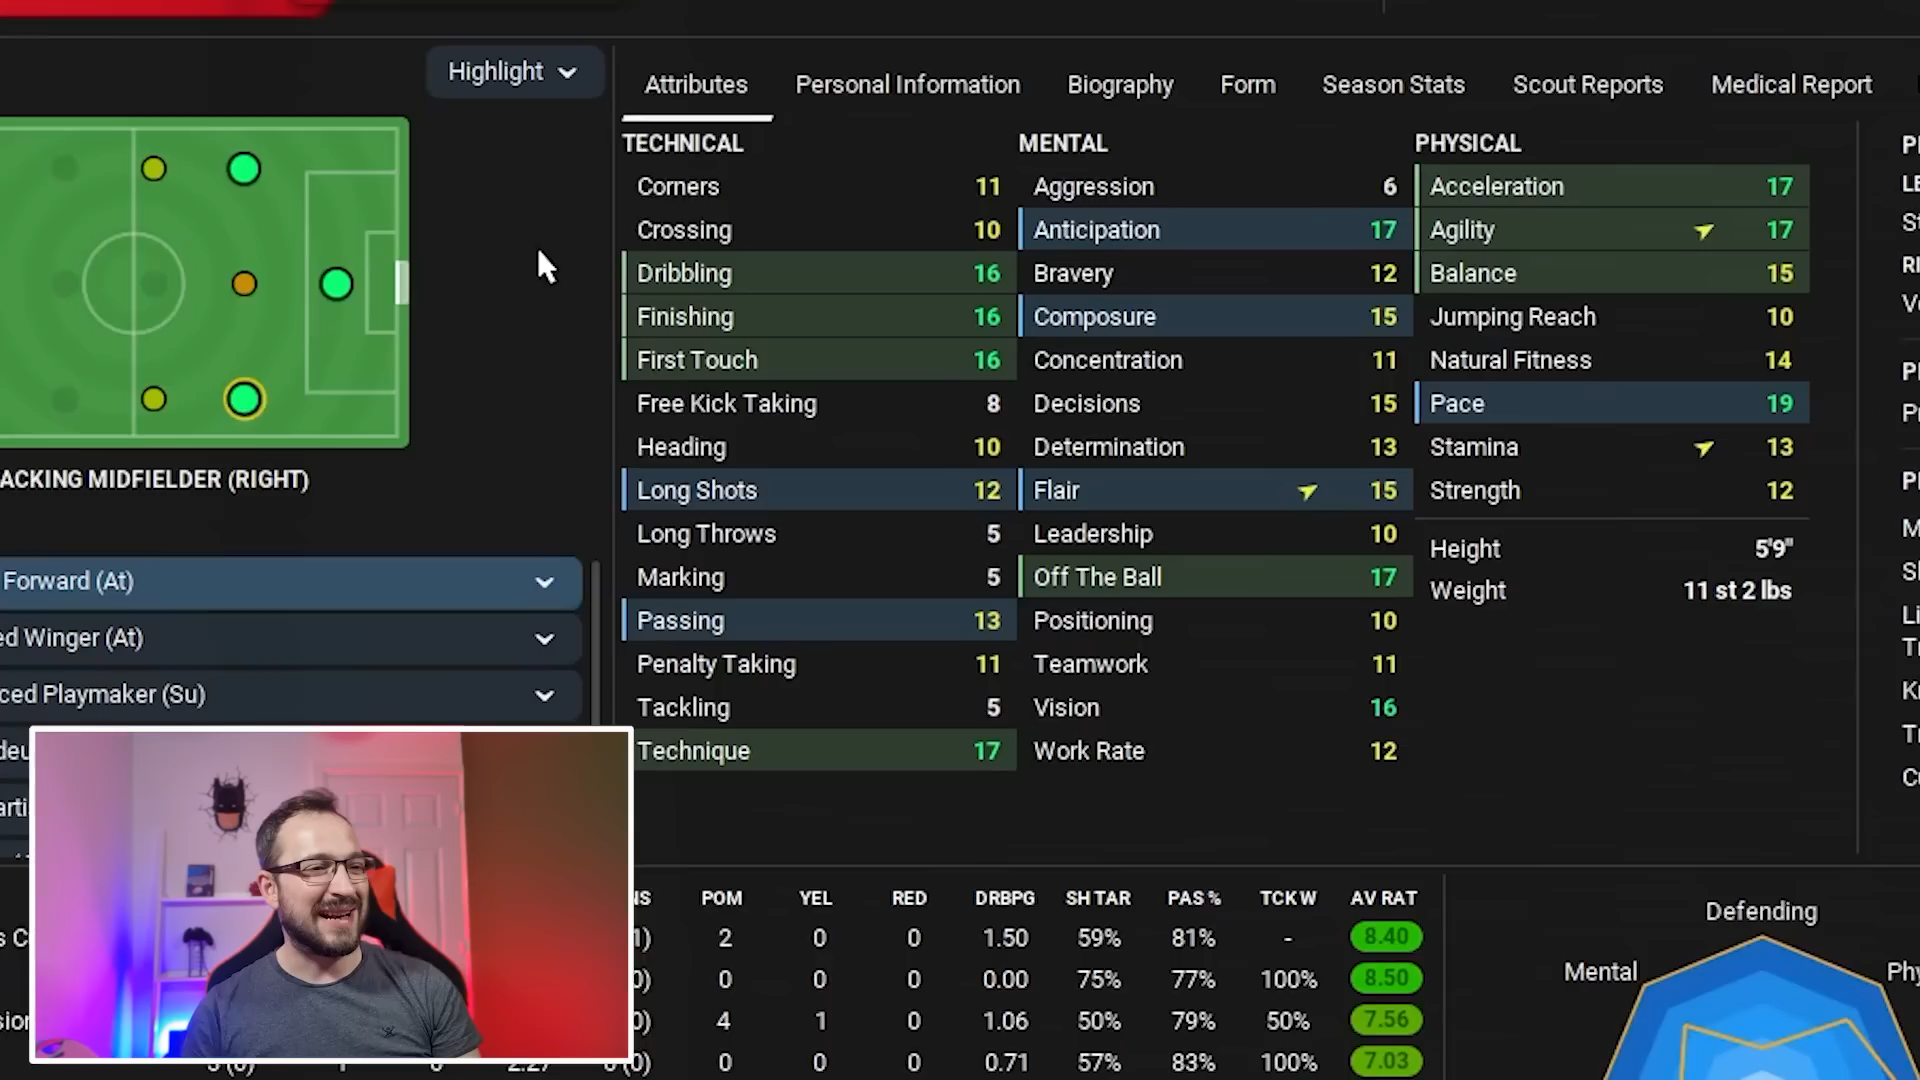 Highlight
Attributes Personal Information Biography Form Season Stats Scout Reports Medical Report
TECHNICAL MENTAL PHYSICAL
Corners 11 Aggression 6 Acceleration 17
Crossing 10 Anticipation 17 Agility 17
Dribbling 16 Bravery 12 Balance 15
Finishing 16 Composure 15 Jumping Reach 10
First Touch 16 Concentration 11 Natural Fitness 14
Free Kick Taking 8 Decisions 15 Pace 19
Heading 10 Determination 13 Stamina 13
Long Shots 12 Flair 15 Strength 12
Long Throws 5 Leadership 10 Height 5'9"
Marking 5 Off The Ball 17 Weight 11 st 2 lbs
Passing 13 Positioning 10
Penalty Taking 11 Teamwork 11
Tackling 5 Vision 16
Technique 17 Work Rate 12
ACKING MIDFIELDER (RIGHT)
Forward (At)
ed Winger (At)
ced Playmaker (Su)
NS POM YEL RED DRBPG SH TAR PAS % TCK W AV RAT
1) 2 0 0 1.50 59% 81% - 8.40
0) 0 0 0 0.00 75% 77% 100% 8.50
0) 4 1 0 1.06 50% 79% 50% 7.56
(0) 0 0 0 0.71 57% 83% 100% 7.03
Defending
Mental Phy